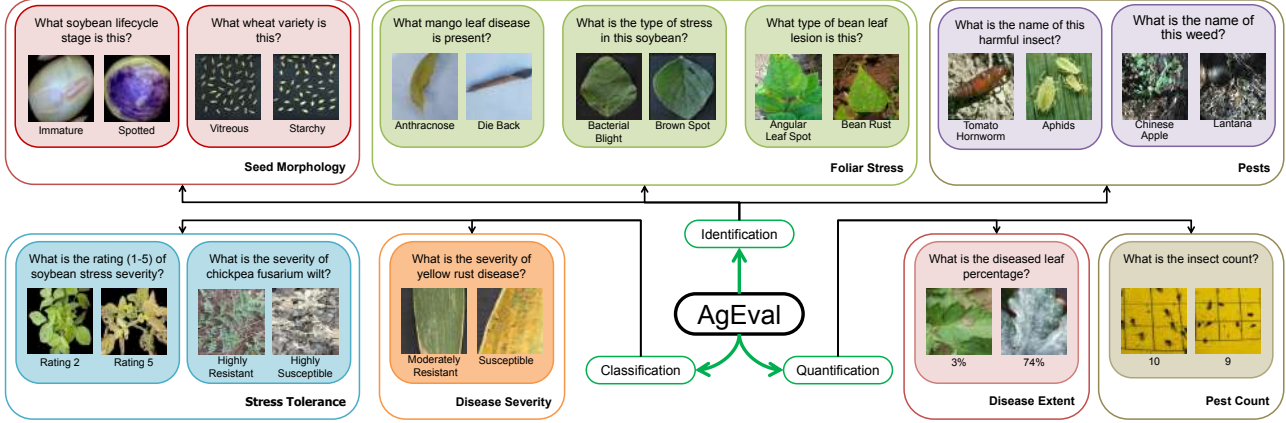 What soybean lifecycle
stage is this?
Immature
Spotted
What wheat variety is
this?
Vitreous
Starchy
Seed Morphology
What mango leaf disease
is present?
Anthracnose
Die Back
What is the type of stress
in this soybean?
Bacterial
Blight
Brown Spot
What type of bean leaf
lesion is this?
Angular
Leaf Spot
Bean Rust
Foliar Stress
What is the name of this
harmful insect?
Tomato
Hornworm
Aphids
What is the name of
this weed?
Chinese
Apple
Lantana
Pests
Identification
AgEval
Classification
Quantification
What is the rating (1-5) of
soybean stress severity?
Rating 2
Rating 5
What is the severity of
chickpea fusarium wilt?
Highly
Resistant
Highly
Susceptible
Stress Tolerance
What is the severity of
yellow rust disease?
Moderately
Resistant
Susceptible
Disease Severity
What is the diseased leaf
percentage?
3%
74%
Disease Extent
What is the insect count?
10
9
Pest Count